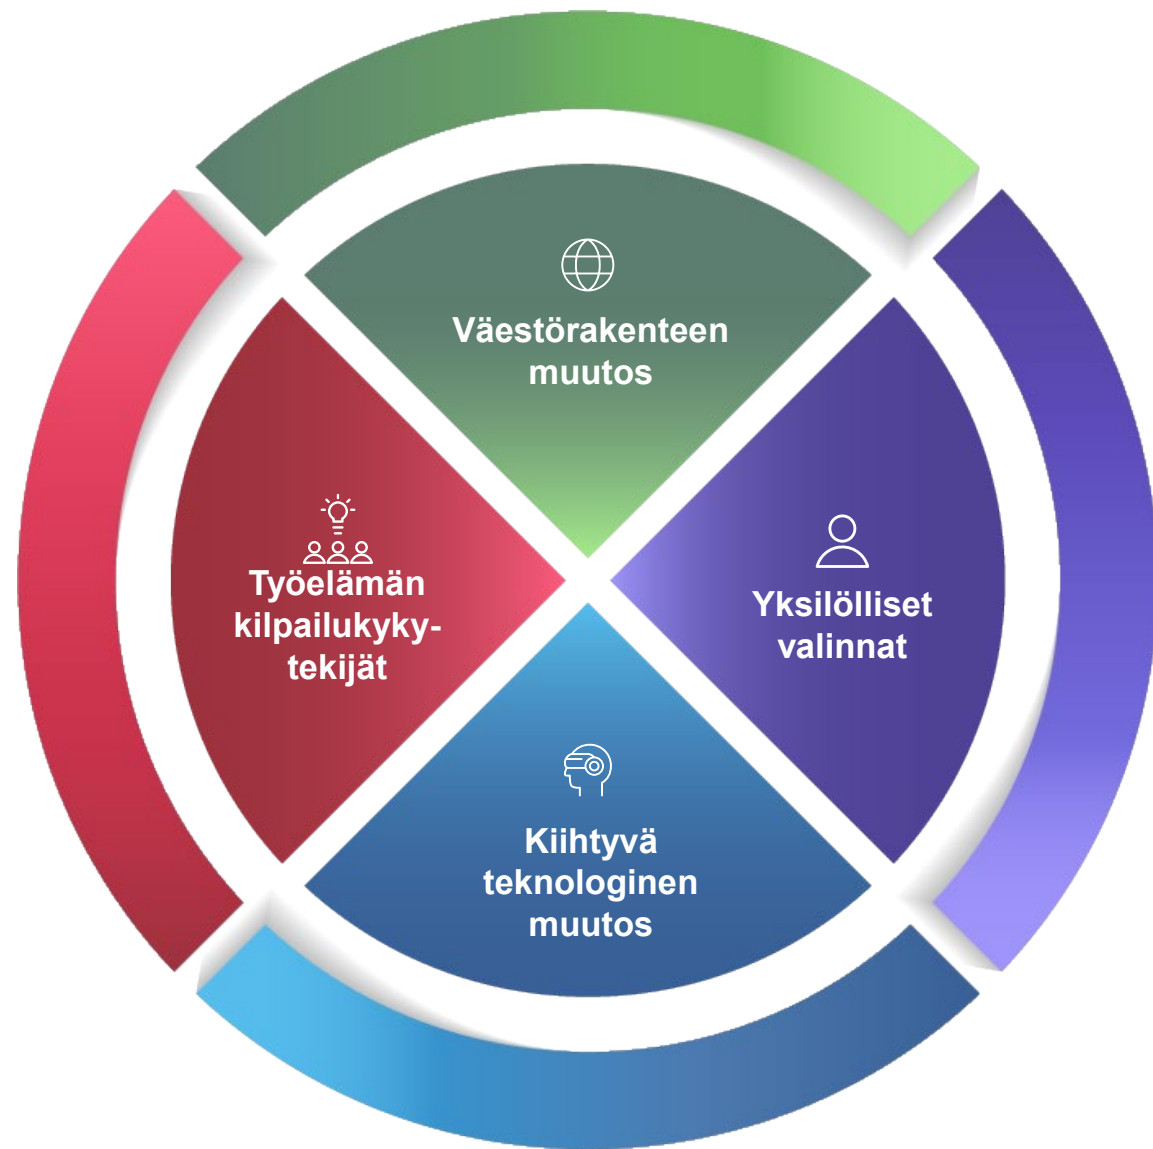 Väestörakenteen
muutos
Työelämän
kilpailukyky-
tekijät
Yksilölliset
valinnat
Kiihtyvä
teknologinen
muutos